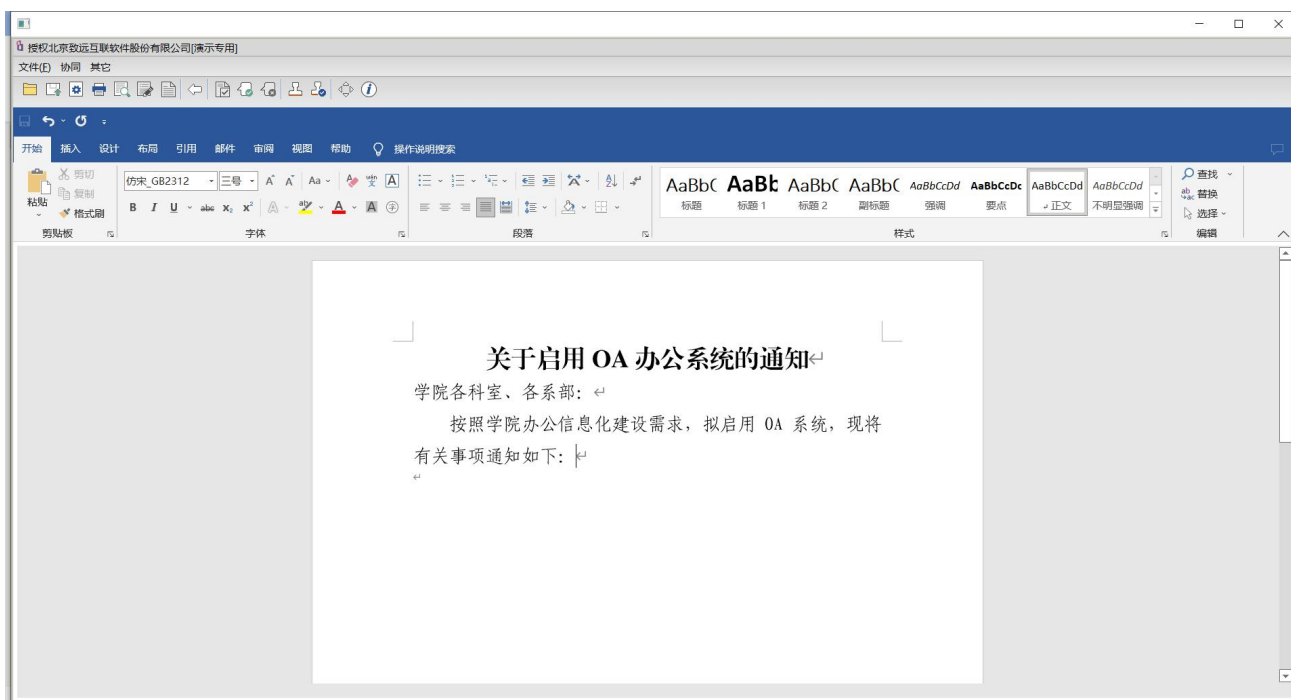 授权北京致远互联软件股份有限公司[演示专用]
文件(F) 协同 其它
开始 插入 设计 布局 引用 邮件 审阅 视图 帮助 操作说明搜索
粘贴 剪切 复制 格式刷
仿宋_GB2312 三号
AaBbC AaBb AaBbC AaBbC AaBbCcDd AaBbCcDc AaBbCcDd AaBbCcDd
标题 标题 1 标题 2 副标题 强调 要点 正文 不明显强调
查找 替换 选择
剪贴板 字体 段落 样式 编辑
关于启用 OA 办公系统的通知
学院各科室、各系部:
按照学院办公信息化建设需求,拟启用 OA 系统,现将
有关事项通知如下: